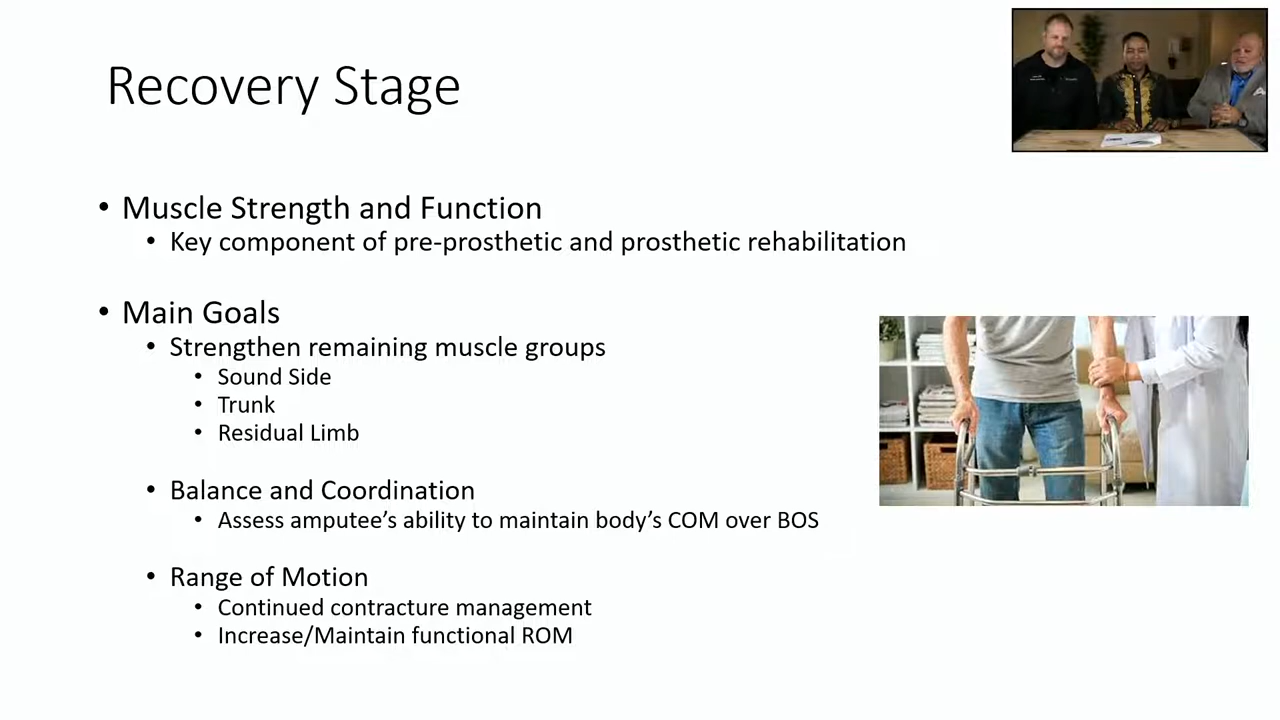 Recovery Stage
• Muscle Strength and Function
• Key component of pre-prosthetic and prosthetic rehabilitation
• Main Goals
• Strengthen remaining muscle groups
• Sound Side
• Trunk
• Residual Limb
• Balance and Coordination
• Assess amputee’s ability to maintain body’s COM over BOS
• Range of Motion
• Continued contracture management
• Increase/Maintain functional ROM